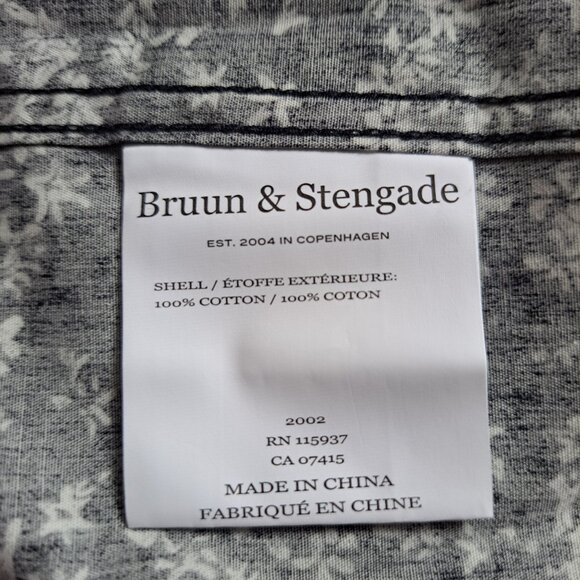 Bruun & Stengade
EST. 2004 IN COPENHAGEN
SHELL / ÉTOFFE EXTÉRIEURE:
100% COTTON / 100% COTON
2002
RN 115937
CA 07415
MADE IN CHINA
FABRIQUÉ EN CHINE